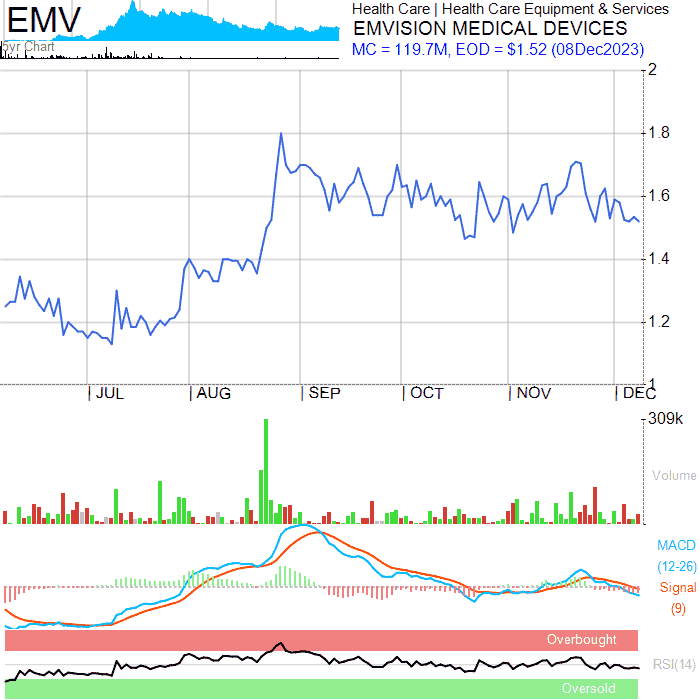 EMV
5yr Chart
Health Care | Health Care Equipment & Services
EMVISION MEDICAL DEVICES
MC = 119.7M, EOD = $1.52 (08Dec2023)
2
1.8
1.6
1.4
1.2
1
JUL AUG SEP OCT NOV DEC
309k
Volume
MACD
(12-26)
Signal
(9)
Overbought
RSI(14)
Oversold